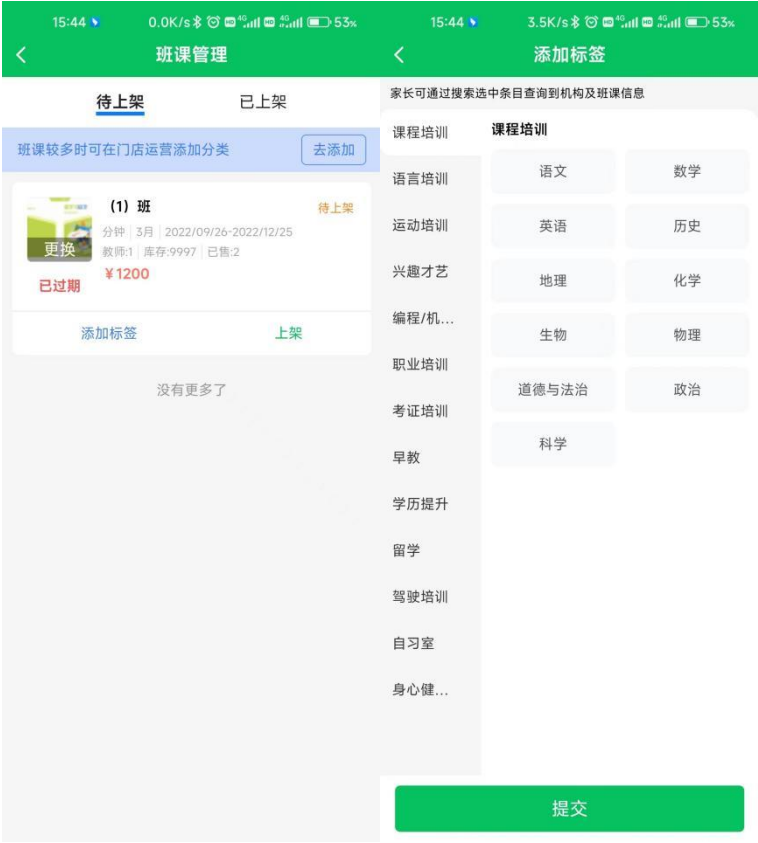 15:44 0.0K/s HD 4G HD 4G 53%
班课管理
待上架 已上架
班课较多时可在门店运营添加分类 去添加
(1) 班 待上架
分钟 3月 2022/09/26-2022/12/25
更换
教师:1 库存:9997 已售:2
¥1200
已过期
添加标签 上架
没有更多了
15:44 3.5K/s HD 4G HD 4G 53%
添加标签
家长可通过搜索选中条目查询到机构及班课信息
课程培训
语言培训
运动培训
兴趣才艺
编程/机...
职业培训
考证培训
早教
学历提升
留学
驾驶培训
自习室
身心健...
课程培训
语文 数学
英语 历史
地理 化学
生物 物理
道德与法治 政治
科学
提交